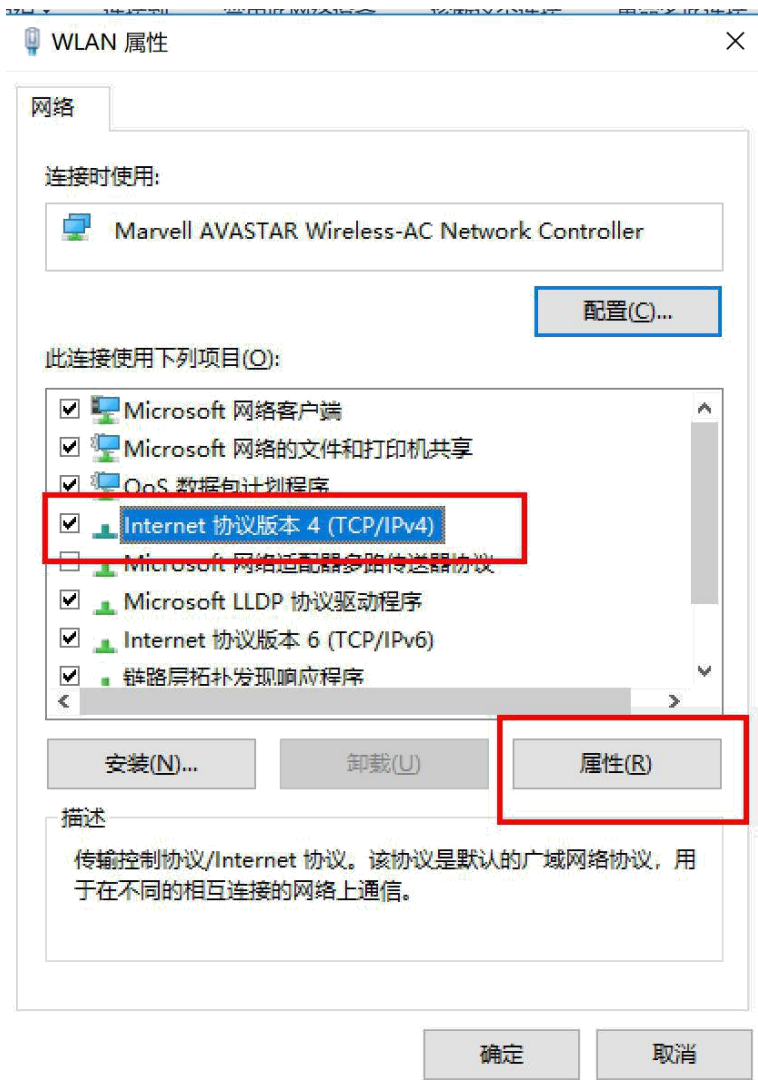 WLAN 属性
网络
连接时使用:
Marvell AVASTAR Wireless-AC Network Controller
配置(C)...
此连接使用下列项目(O):
Microsoft 网络客户端
Microsoft 网络的文件和打印机共享
QoS 数据包计划程序
Internet 协议版本 4 (TCP/IPv4)
Microsoft 网络适配器多路传送器协议
Microsoft LLDP 协议驱动程序
Internet 协议版本 6 (TCP/IPv6)
链路层拓扑发现响应程序
安装(N)...
卸载(U)
属性(R)
描述
传输控制协议/Internet 协议。该协议是默认的广域网络协议，用
于在不同的相互连接的网络上通信。
确定
取消